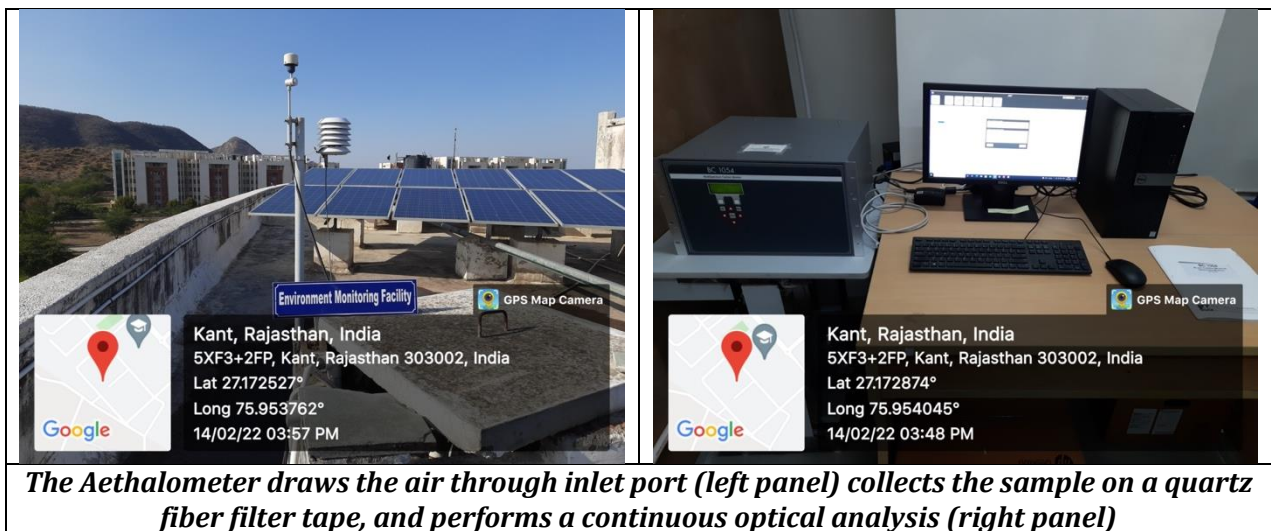 Environment Monitoring Facility
GPS Map Camera
Kant, Rajasthan, India
5XF3+2FP, Kant, Rajasthan 303002, India
Lat 27.172527°
Long 75.953762°
14/02/22 03:57 PM
Google
BC 1054
GPS Map Camera
Kant, Rajasthan, India
5XF3+2FP, Kant, Rajasthan 303002, India
Lat 27.172874°
Long 75.954045°
14/02/22 03:48 PM
Google
The Aethalometer draws the air through inlet port (left panel) collects the sample on a quartz
fiber filter tape, and performs a continuous optical analysis (right panel)